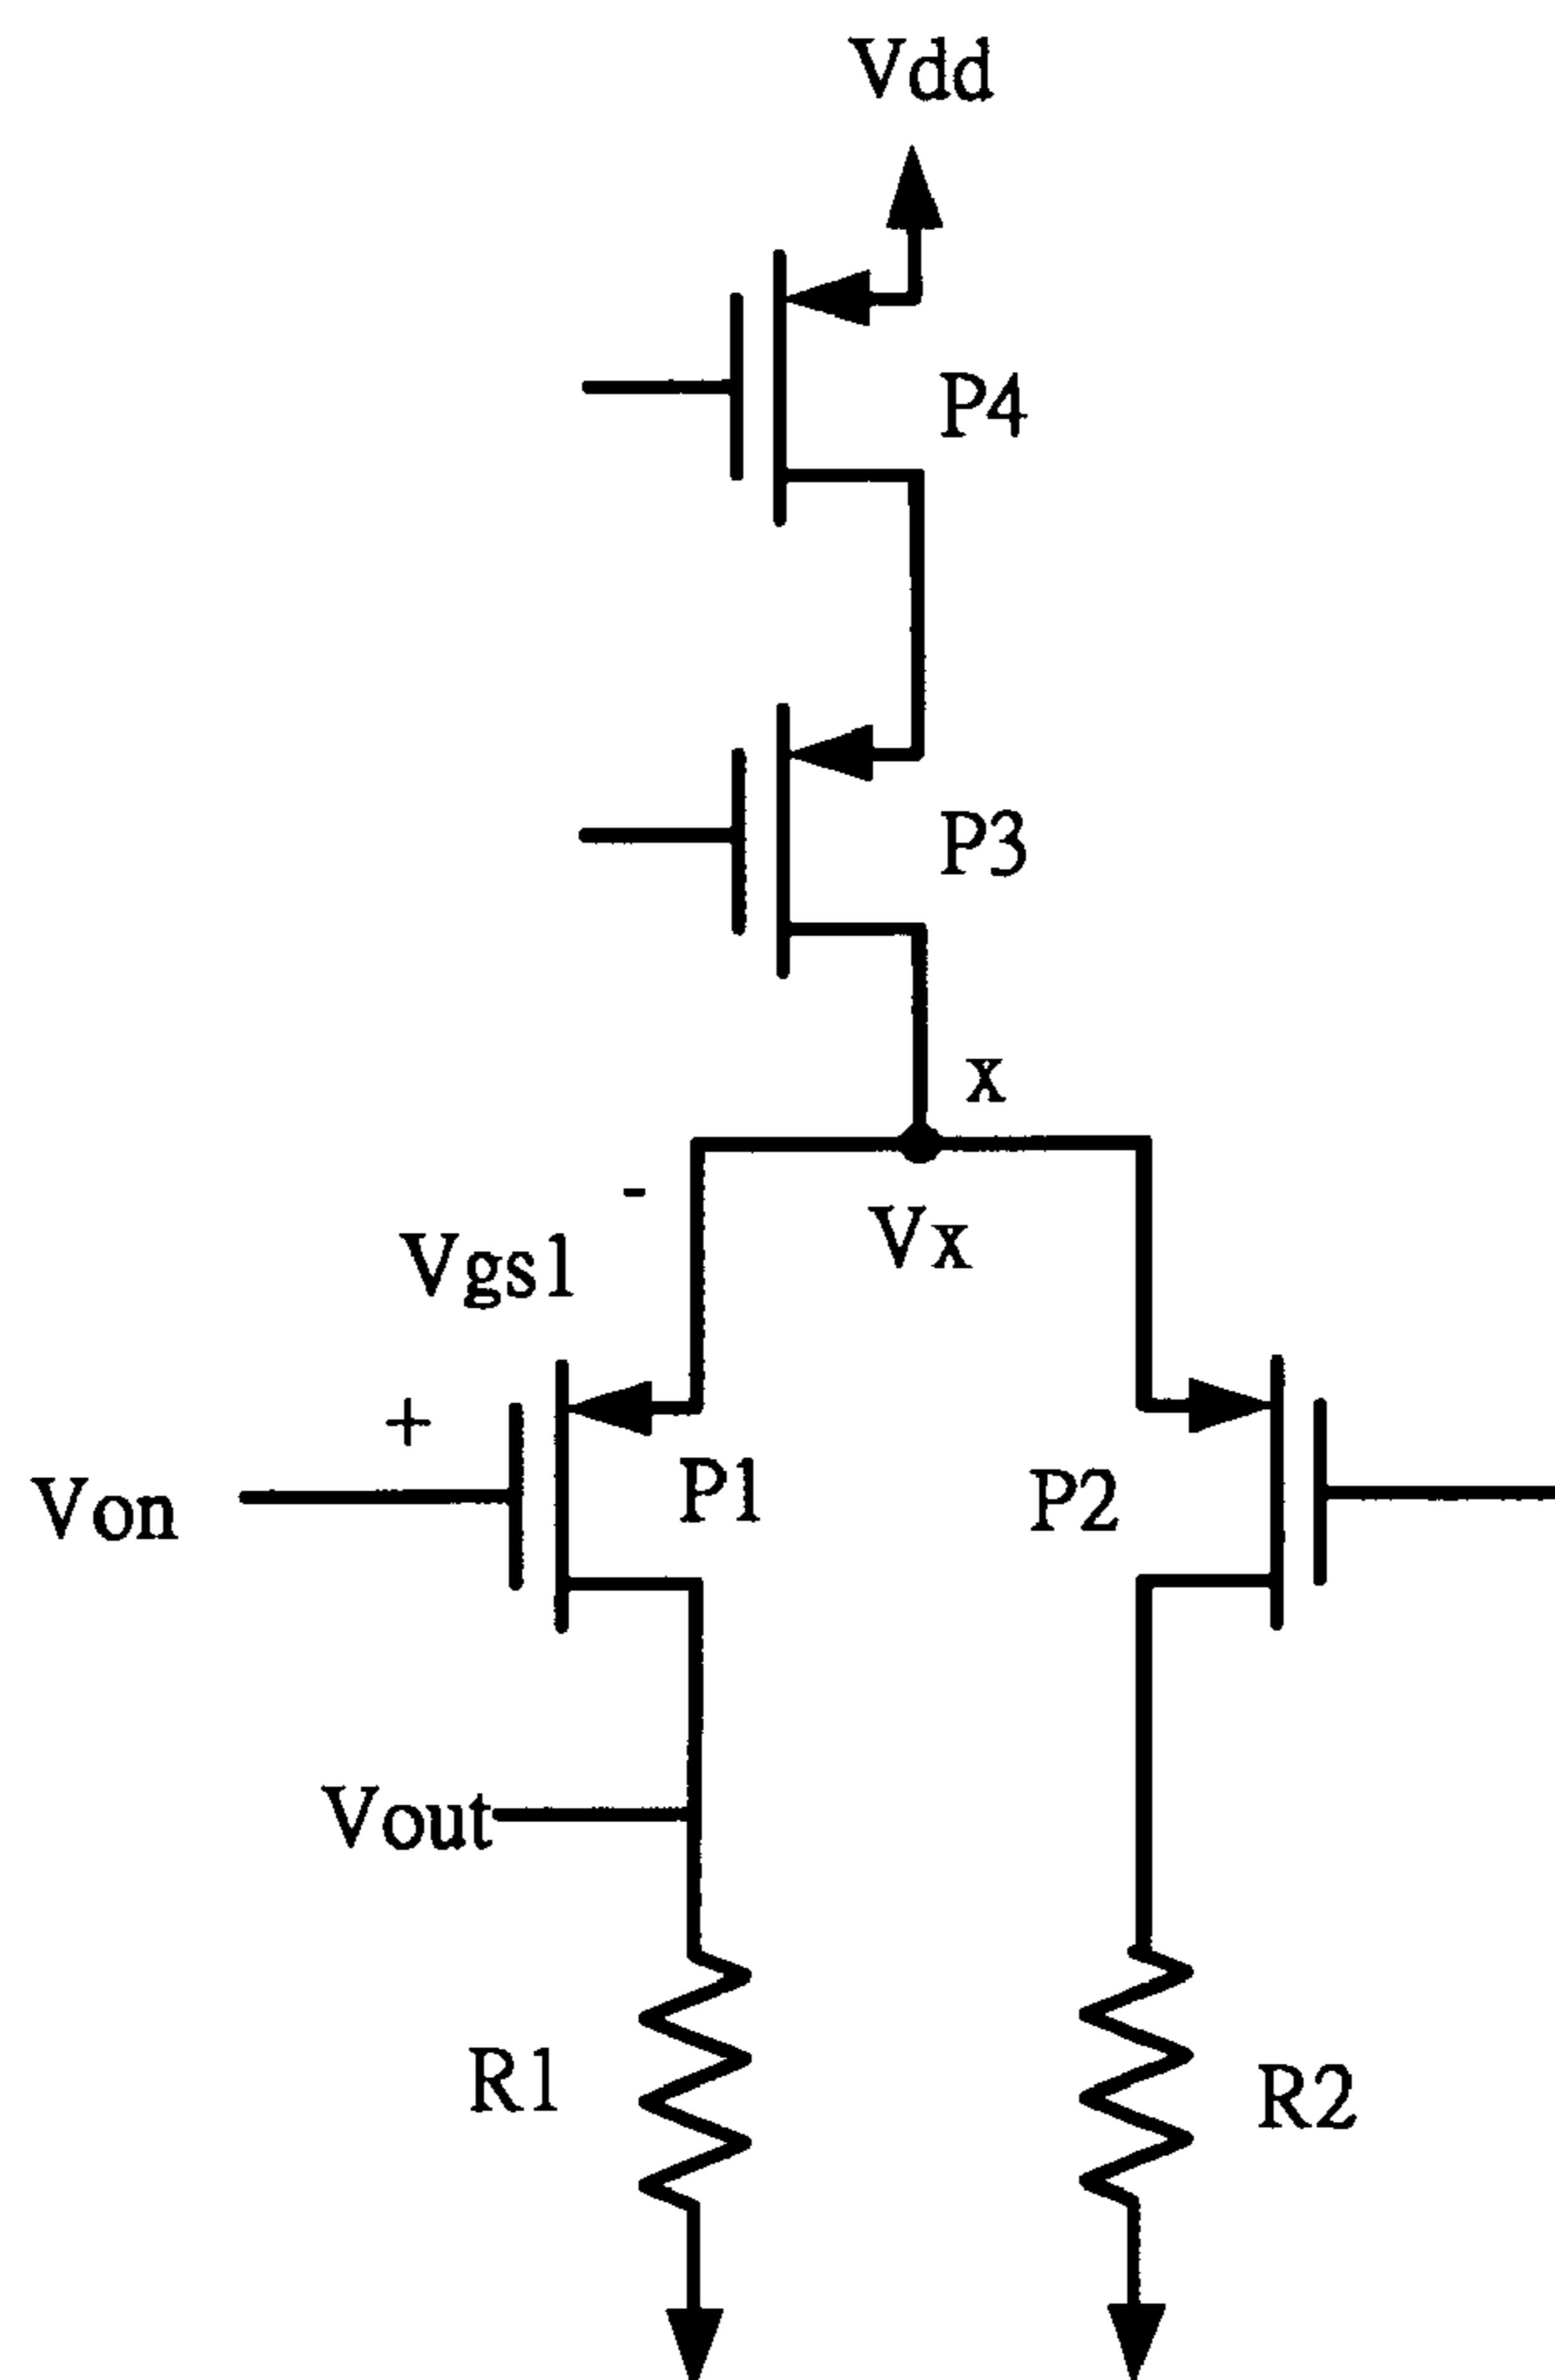 Vdd
P4
P3
x
-
Vx
Vgs1
+
P1
P2
Von
Vout
R1
R2